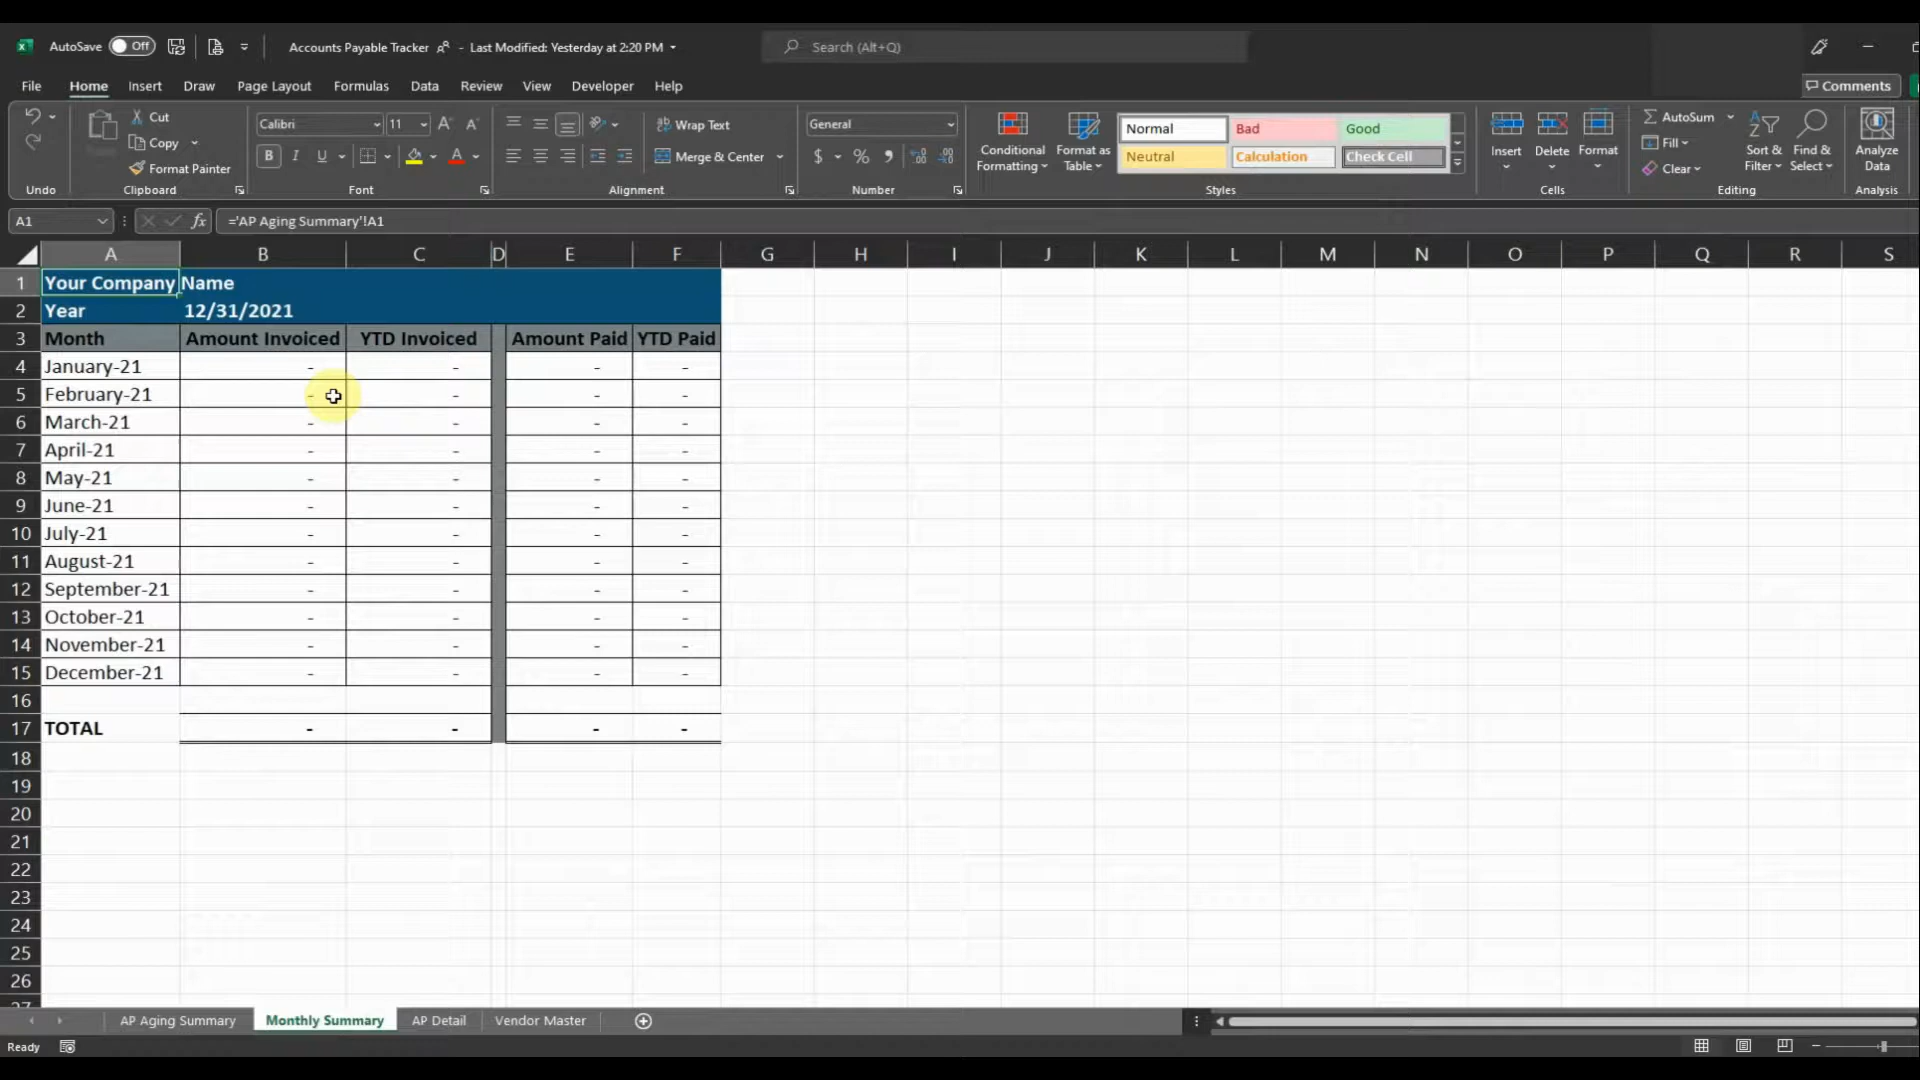 AutoSave Off Accounts Payable Tracker - Last Modified: Yesterday at 2:20 PM Search (Alt+Q)
File Home Insert Draw Page Layout Formulas Data Review View Developer Help Comments
Cut
Copy
Format Painter
Calibri 11
B I U
Wrap Text
Merge & Center
General
$ %
Conditional Formatting
Format as Table
Normal Bad Good
Neutral Calculation Check Cell
Insert Delete Format
AutoSum
Fill
Clear
Sort & Filter
Find & Select
Analyze Data
Undo Clipboard Font Alignment Number Styles Cells Editing Analysis
A1 fx ='AP Aging Summary'!A1
A B C D E F G H I J K L M N O P Q R S
1 Your Company Name
2 Year 12/31/2021
3 Month Amount Invoiced YTD Invoiced Amount Paid YTD Paid
4 January-21 - - - -
5 February-21 - - - -
6 March-21 - - - -
7 April-21 - - - -
8 May-21 - - - -
9 June-21 - - - -
10 July-21 - - - -
11 August-21 - - - -
12 September-21 - - - -
13 October-21 - - - -
14 November-21 - - - -
15 December-21 - - - -
16
17 TOTAL - - - -
18
19
20
21
22
23
24
25
26
AP Aging Summary Monthly Summary AP Detail Vendor Master
Ready